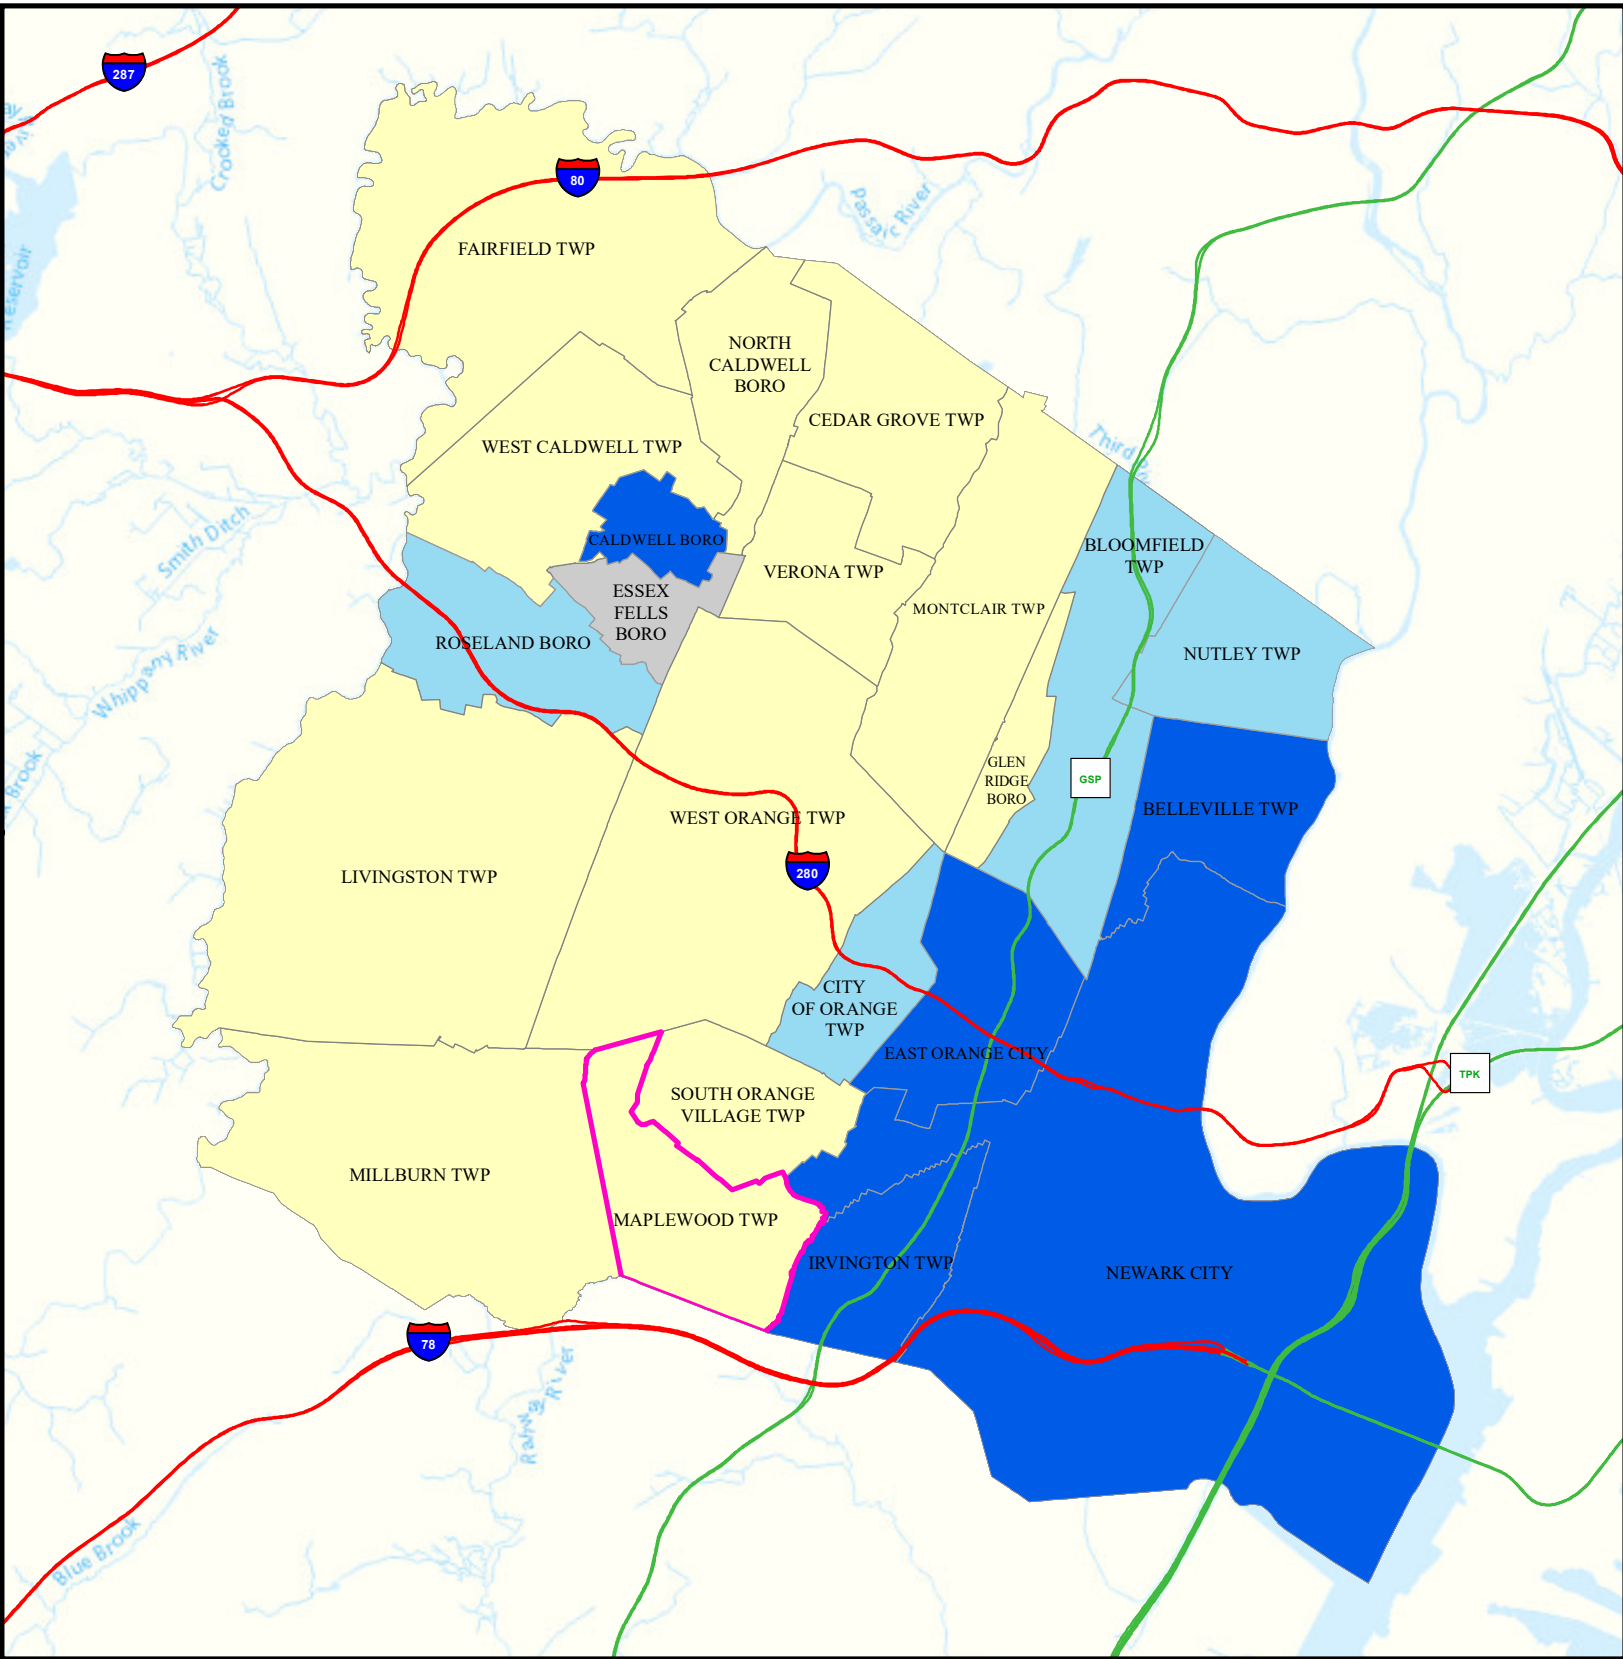 287
Crooked Brook
80
Passaic River
FAIRFIELD TWP
Reservoir
NORTH
CALDWELL
BORO
CEDAR GROVE TWP
WEST CALDWELL TWP
Third
Smith Ditch
CALDWELL BORO
BLOOMFIELD
TWP
VERONA TWP
ESSEX
FELLS
BORO
MONTCLAIR TWP
ROSELAND BORO
NUTLEY TWP
Whippany River
Brook
GLEN
RIDGE
BORO
GSP
BELLEVILLE TWP
WEST ORANGE TWP
280
LIVINGSTON TWP
CITY
OF ORANGE
TWP
EAST ORANGE CITY
TPK
SOUTH ORANGE
VILLAGE TWP
MILLBURN TWP
MAPLEWOOD TWP
IRVINGTON TWP
NEWARK CITY
78
Rahway River
Blue Brook